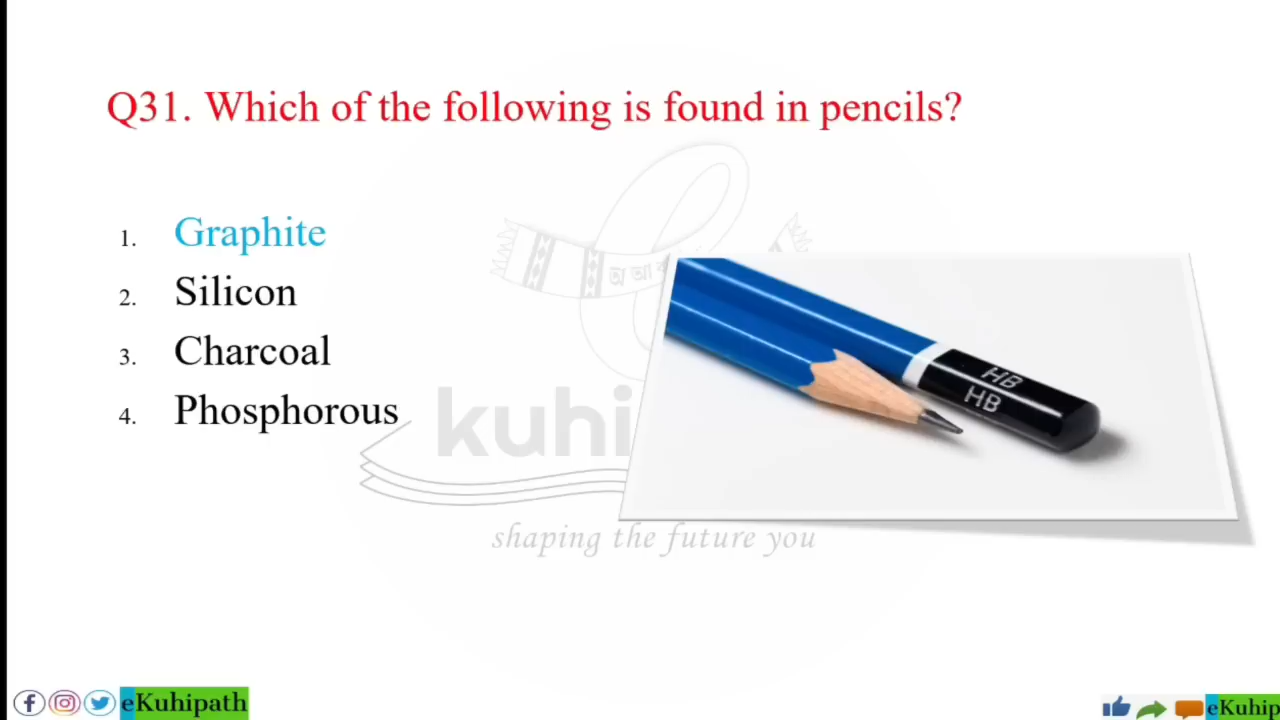 Q31. Which of the following is found in pencils?
1. Graphite
2. Silicon
3. Charcoal
4. Phosphorous
অ আ
kuhi
HB
HB
shaping the future you
eKuhipath
eKuhip